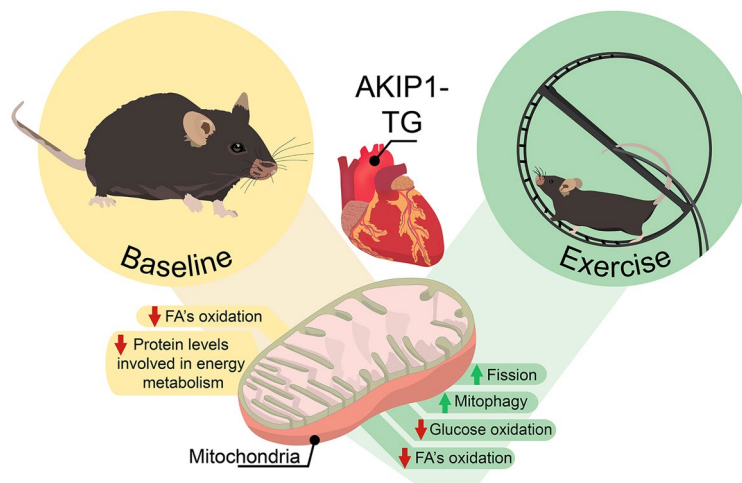 AKIP1-
TG
Baseline
Exercise
FA's oxidation
Protein levels
involved in energy
metabolism
Fission
Mitophagy
Glucose oxidation
FA's oxidation
Mitochondria